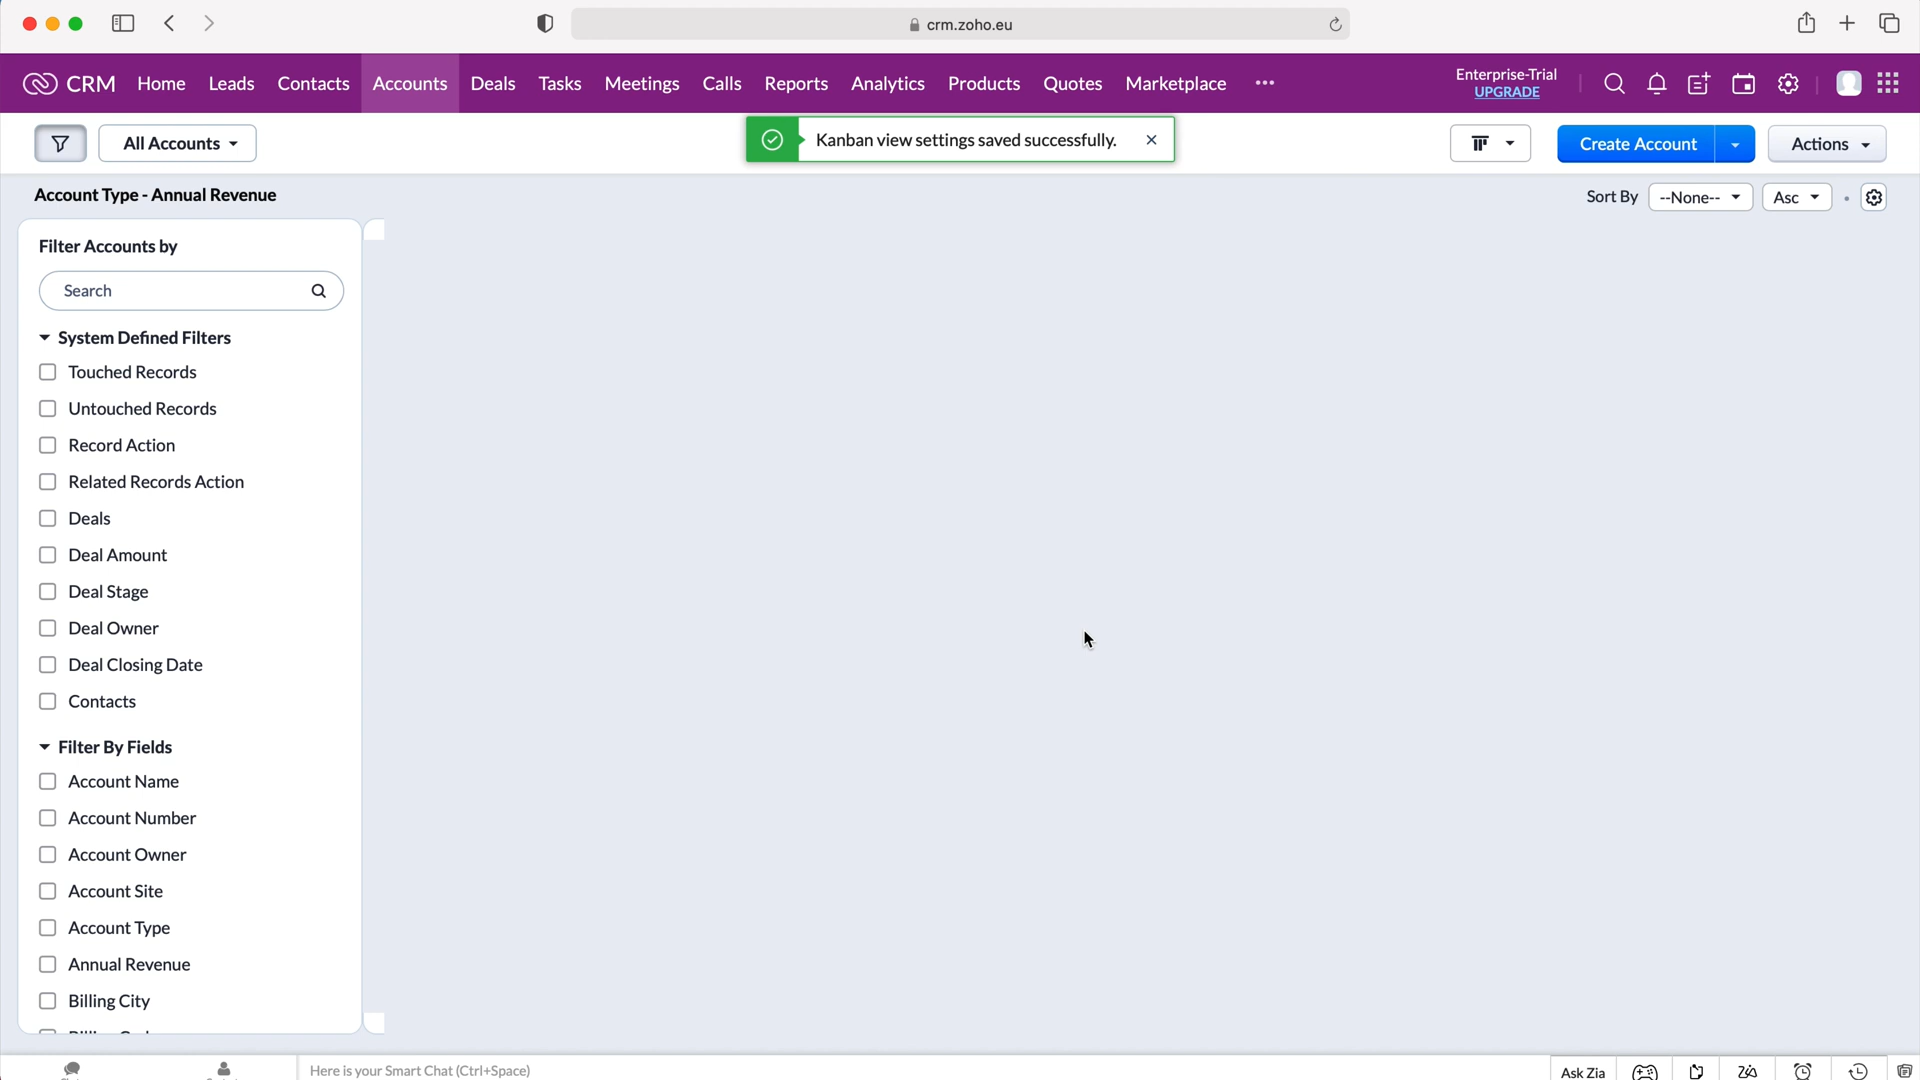 crm.zoho.eu
CRM Home Leads Contacts Accounts Deals Tasks Meetings Calls Reports Analytics Products Quotes Marketplace ••• Enterprise-Trial
UPGRADE
All Accounts
Kanban view settings saved successfully.
Create Account
Actions
Account Type - Annual Revenue
Sort By --None-- Asc
Filter Accounts by
Search
System Defined Filters
Touched Records
Untouched Records
Record Action
Related Records Action
Deals
Deal Amount
Deal Stage
Deal Owner
Deal Closing Date
Contacts
Filter By Fields
Account Name
Account Number
Account Owner
Account Site
Account Type
Annual Revenue
Billing City
Here is your Smart Chat (Ctrl+Space)
Ask Zia